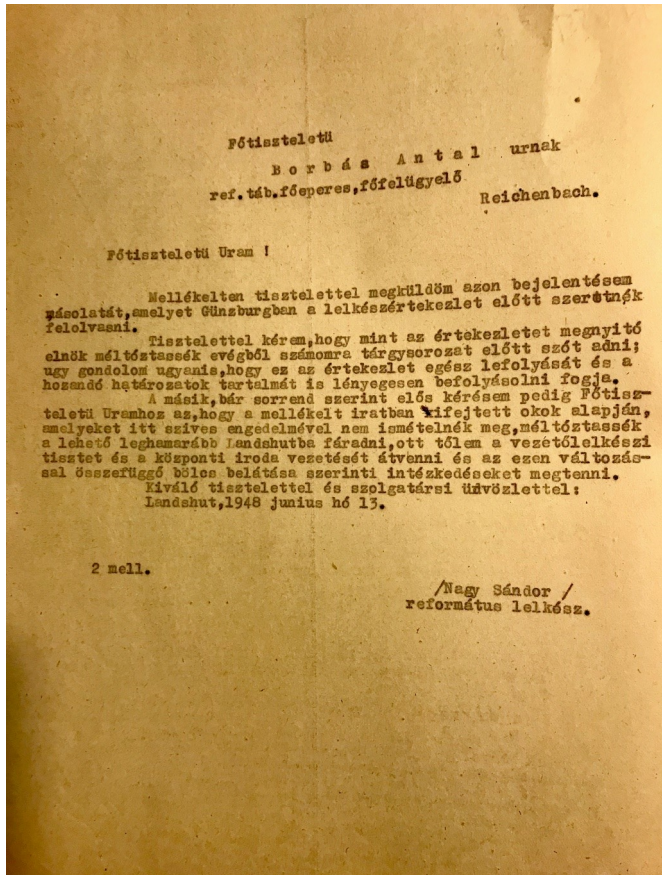 Főtiszteletü
B o r b á s  A n t a l  urnak
ref.táb.főeperes,főfelügyelő
Reichenbach.
Főtiszteletü Uram !
Mellékelten tisztelettel megküldöm azon bejelentésem
másolatát,amelyet Günzburgban a lelkészértekezlet előtt szeretnék
felolvasni.
Tisztelettel kérem,hogy mint az értekezletet megnyitó
elnök méltóztassék evégből számomra tárgysorozat előtt szót adni;
ugy gondolom ugyanis,hogy ez az értekezlet egész lefolyását és a
hozandó határozatok tartalmát is lényegesen befolyásolni fogja.
A másik,bár sorrend szerint elős kérésem pedig Főtisz-
teletü Uramhoz az,hogy a mellékelt iratban kifejtett okok alapján,
amelyeket itt szives engedelmével nem ismételnék meg,méltóztassék
a lehető leghamarább Landshutba fáradni,ott tőlem a vezetőlelkészi
tisztet és a központi iroda vezetését átvenni és az ezen változás-
sal összefüggő bölcs belátása szerinti intézkedéseket megtenni.
Kiváló tisztelettel és szolgatársi üdvözlettel:
Landshut,1948 junius hó 13.
2 mell.
/Nagy Sándor /
református lelkész.